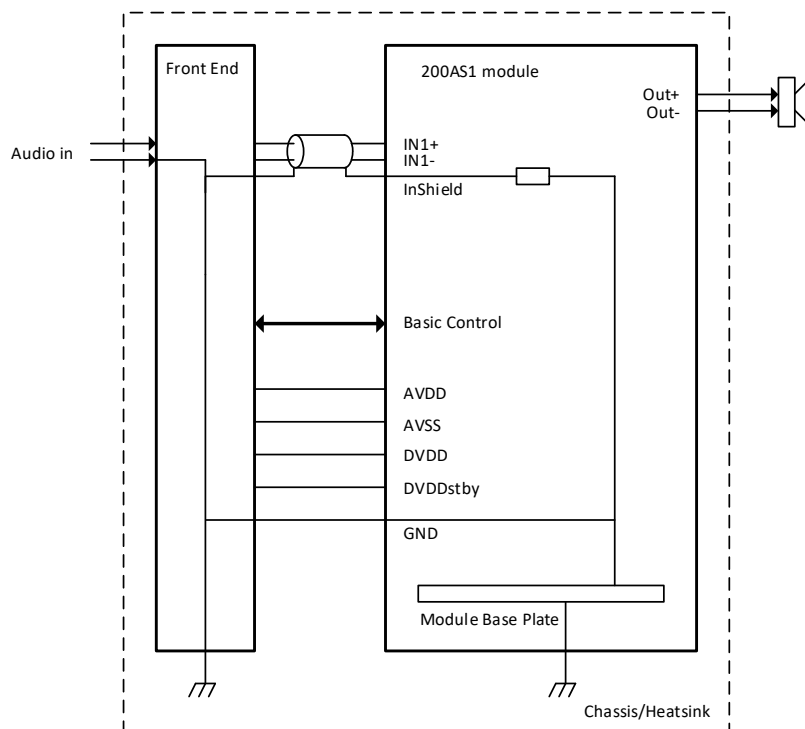 Front End
200AS1 module
Out+
Out-
Audio in
IN1+
IN1-
InShield
Basic Control
AVDD
AVSS
DVDD
DVDDstby
GND
Module Base Plate
Chassis/Heatsink